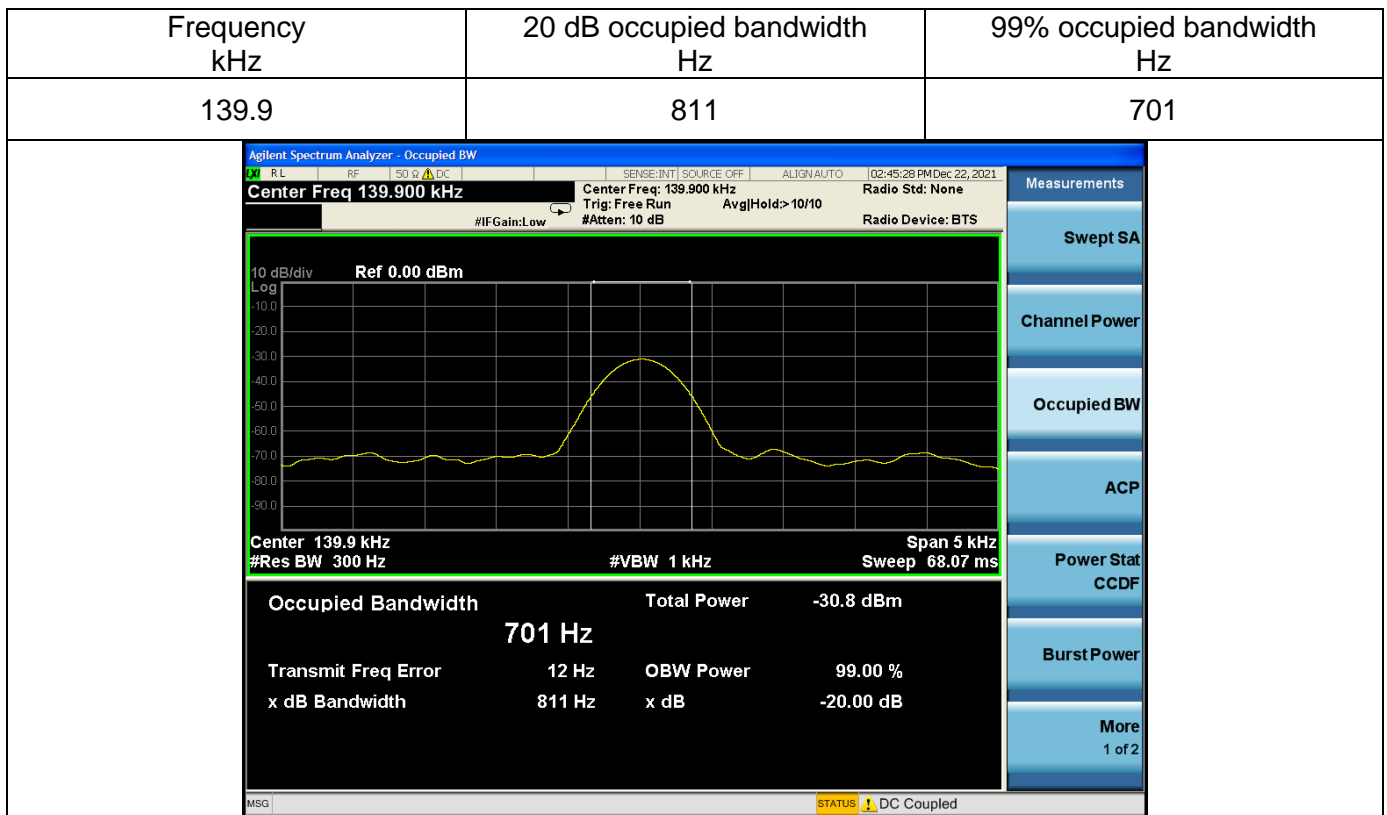 Frequency
kHz
20 dB occupied bandwidth
Hz
99% occupied bandwidth
Hz
139.9
811
701
Agilent Spectrum Analyzer - Occupied BW
LXI RL RF 50 Ω DC SENSE:INT SOURCE OFF ALIGN AUTO 02:45:28 PM Dec 22, 2021
Center Freq 139.900 kHz
Center Freq: 139.900 kHz
Radio Std: None
Trig: Free Run Avg|Hold:> 10/10
#IFGain:Low
#Atten: 10 dB
Radio Device: BTS
10 dB/div Ref 0.00 dBm
Log
-10.0
-20.0
-30.0
-40.0
-50.0
-60.0
-70.0
-80.0
-90.0
Center 139.9 kHz
Span 5 kHz
#Res BW 300 Hz
#VBW 1 kHz
Sweep 68.07 ms
Occupied Bandwidth
Total Power -30.8 dBm
701 Hz
Transmit Freq Error 12 Hz
OBW Power 99.00 %
x dB Bandwidth 811 Hz
x dB -20.00 dB
Measurements
Swept SA
Channel Power
Occupied BW
ACP
Power Stat
CCDF
Burst Power
More
1 of 2
MSG
STATUS DC Coupled